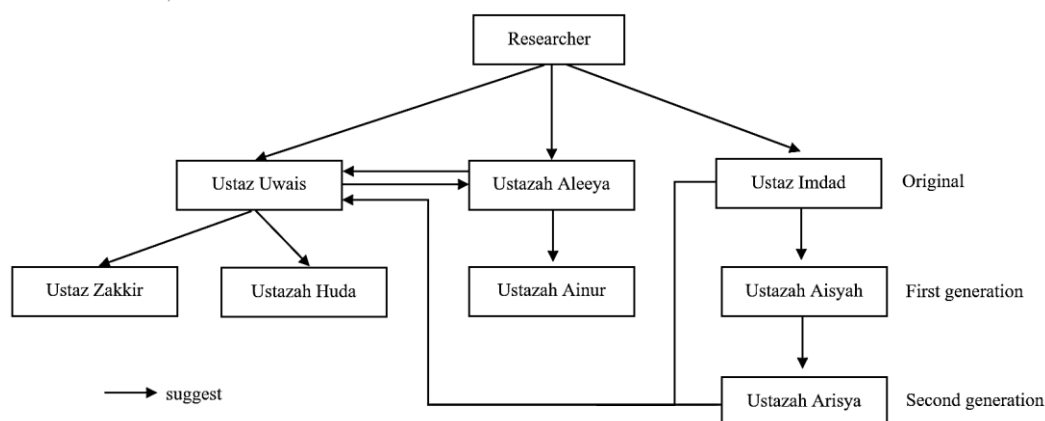 Researcher
Ustaz Uwais
Ustazah Aleeya
Ustaz Imdad
Original
Ustaz Zakkir
Ustazah Huda
Ustazah Ainur
Ustazah Aisyah
First generation
suggest
Ustazah Arisya
Second generation